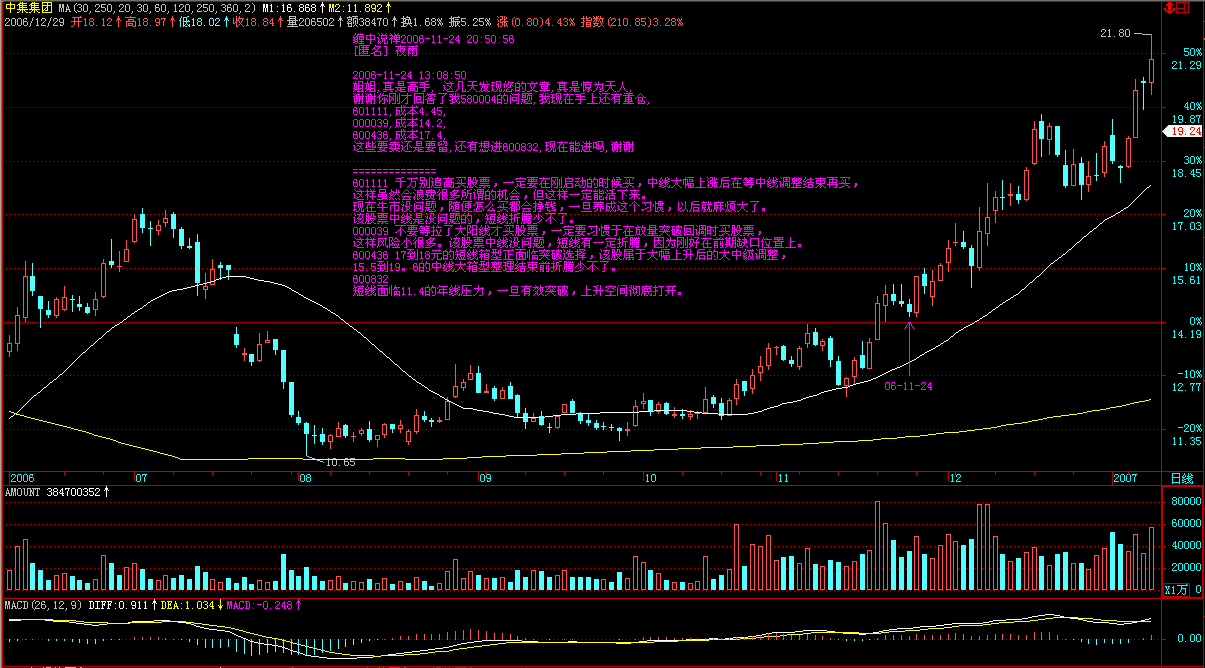 中集集团 MA(30,250,20,30,60,120,250,360,2) M1:16.868↑M2:11.892↑
2006/12/29 开18.12↑高18.97↑低18.02↑收18.84↑量206502↑额38470↑换1.68% 振5.25% 涨(0.80)4.43% 指数(210.85)3.28%
缠中说禅2006-11-24 20:50:56
[匿名] 夜雨
2006-11-24 13:08:50
姐姐,真是高手, 这几天发现您的文章,真是惊为天人,
谢谢你刚才回答了我580004的问题,我现在手上还有重仓,
601111,成本4.45,
000039,成本14.2,
600436,成本17.4,
这些要卖还是要留,还有想进600832,现在能进吗,谢谢
==============
601111 千万别追高买股票，一定要在刚启动的时候买，中线大幅上涨后在等中线调整结束再买，
这样虽然会浪费很多所谓的机会，但这样一定能活下来。
现在牛市没问题，随便怎么买都会挣钱，一旦养成这个习惯，以后就麻烦大了。
该股票中线是没问题的，短线折腾少不了。
000039 不要等拉了大阳线才买股票，一定要习惯于在放量突破回调时买股票，
这样风险小很多。该股票中线没问题，短线有一定折腾，因为刚好在前期缺口位置上。
600436 17到18元的短线箱型正面临突破选择，该股属于大幅上升后的大中级调整，
15.5到19。6的中线大箱型整理结束前折腾少不了。
600832
短线面临11.4的年线压力，一旦有效突破，上升空间彻底打开。
21.80
50%
21.29
40%
19.87
19.24
30%
18.45
20%
17.03
10%
15.61
0%
14.19
-10%
12.77
-20%
11.35
06-11-24
10.65
2006 07 08 09 10 11 12 2007 日线
AMOUNT 384700352↑
80000
60000
40000
20000
X1万 0
MACD(26,12,9) DIFF:0.911↑DEA:1.034↓MACD:-0.248↑
0.00